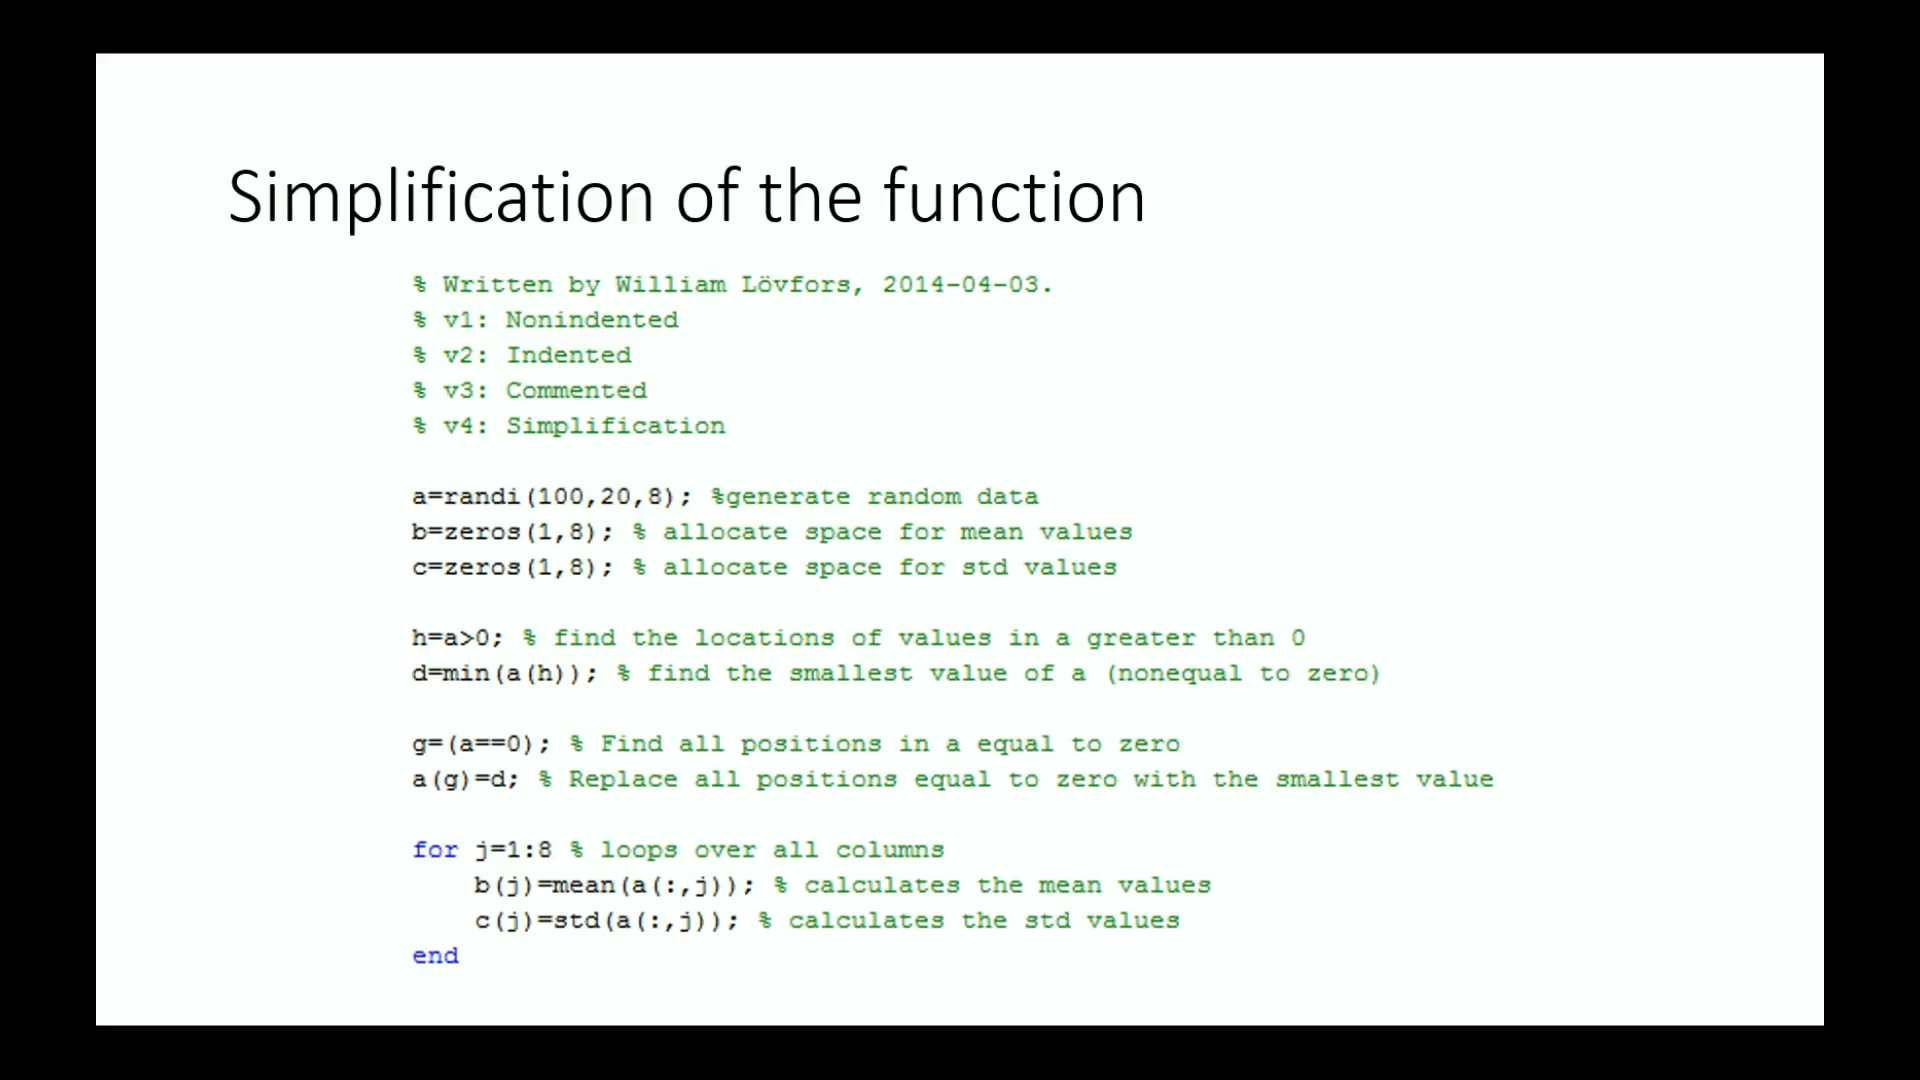 Simplification of the function
% Written by William Lövfors, 2014-04-03.
% v1: Nonindented
% v2: Indented
% v3: Commented
% v4: Simplification
a=randi(100,20,8); %generate random data
b=zeros(1,8); % allocate space for mean values
c=zeros(1,8); % allocate space for std values
h=a>0; % find the locations of values in a greater than 0
d=min(a(h)); % find the smallest value of a (nonequal to zero)
g=(a==0); % Find all positions in a equal to zero
a(g)=d; % Replace all positions equal to zero with the smallest value
for j=1:8 % loops over all columns
b(j)=mean(a(:,j)); % calculates the mean values
c(j)=std(a(:,j)); % calculates the std values
end